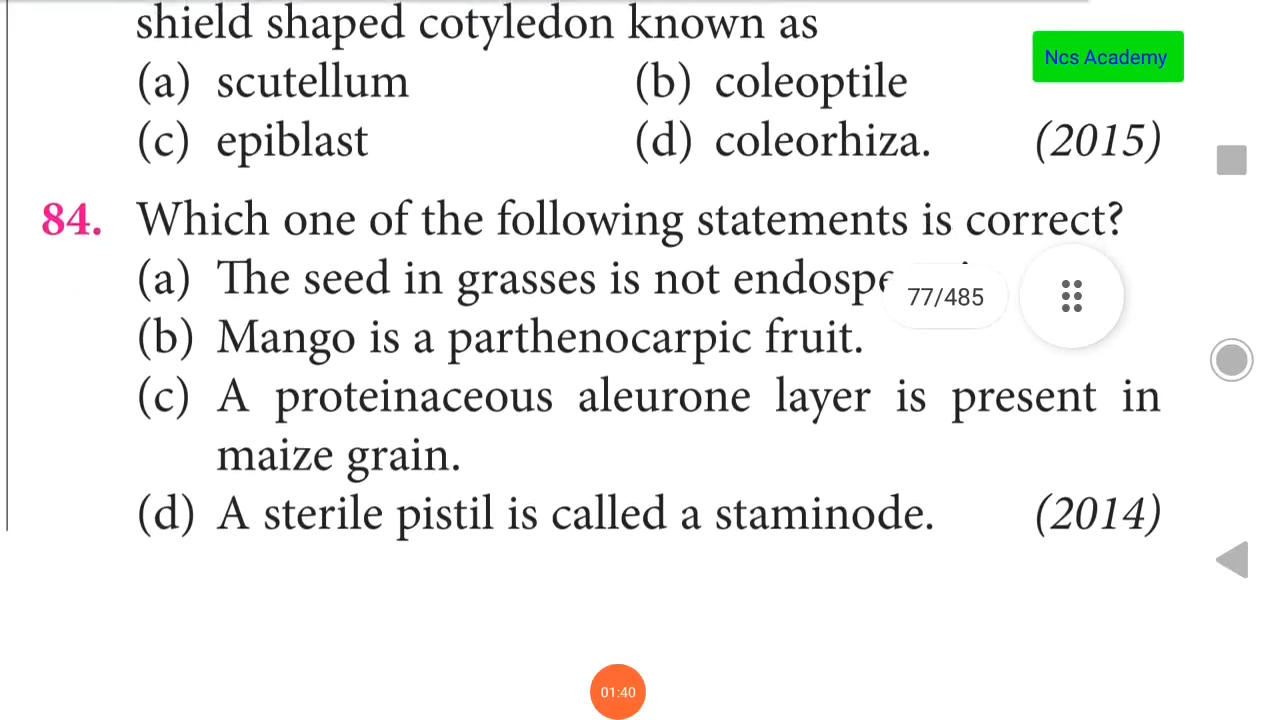 shield shaped cotyledon known as
Ncs Academy
(a) scutellum (b) coleoptile
(c) epiblast (d) coleorhiza. (2015)
84. Which one of the following statements is correct?
(a) The seed in grasses is not
77/485
(b) Mango is a parthenocarpic fruit.
(c) A proteinaceous aleurone layer is present in
maize grain.
(d) A sterile pistil is called a staminode. (2014)
01:40